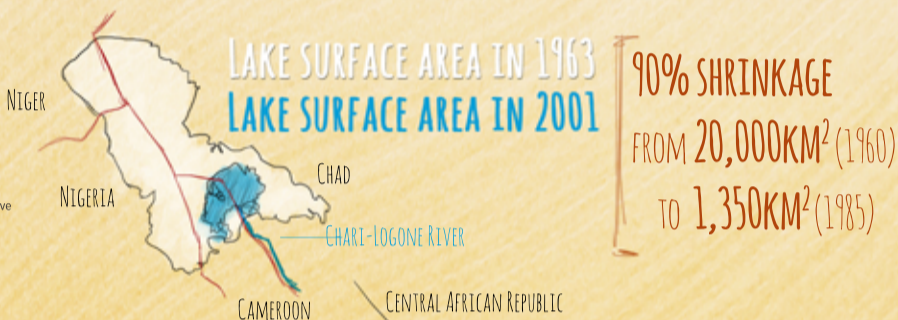 Lake surface area in 1963
Lake surface area in 2001
90% shrinkage
from 20,000km² (1960)
to 1,350km² (1985)
Niger
Nigeria
ve
Chad
Chari-Logone River
Cameroon
Central African Republic